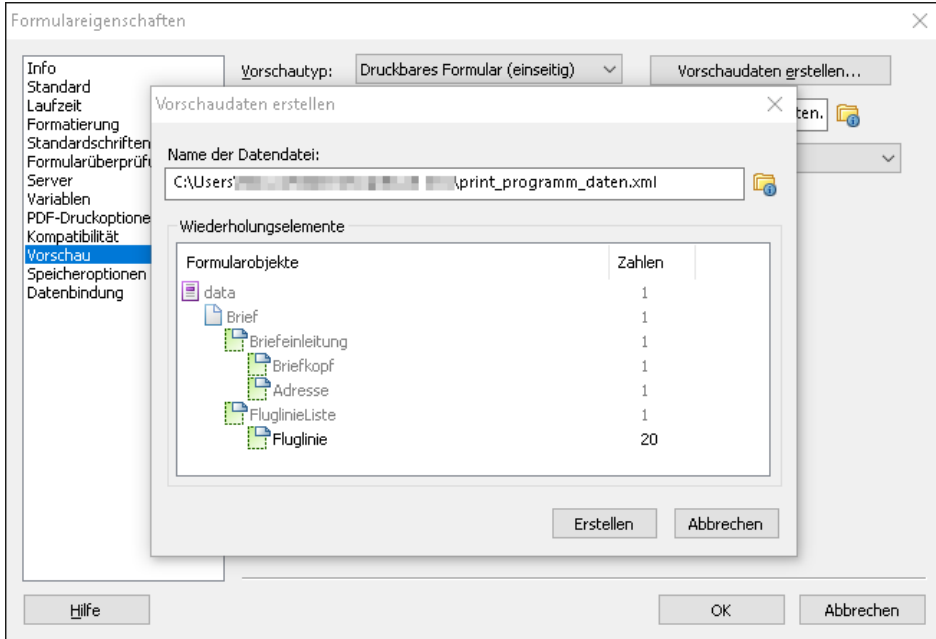 Formulareigenschaften
Info
Standard
Laufzeit
Formatierung
Standardschriften
Formularüberprüfu
Server
Variablen
PDF-Druckoptione
Kompatibilität
Vorschau
Speicheroptionen
Datenbindung
Vorschautyp: Druckbares Formular (einseitig) Vorschaudaten erstellen...
ten.
Vorschaudaten erstellen
Name der Datendatei:
C:\Users\ \print_programm_daten.xml
Wiederholungselemente
Formularobjekte Zahlen
data 1
Brief 1
Briefeinleitung 1
Briefkopf 1
Adresse 1
FluglinieListe 1
Fluglinie 20
Erstellen Abbrechen
Hilfe OK Abbrechen